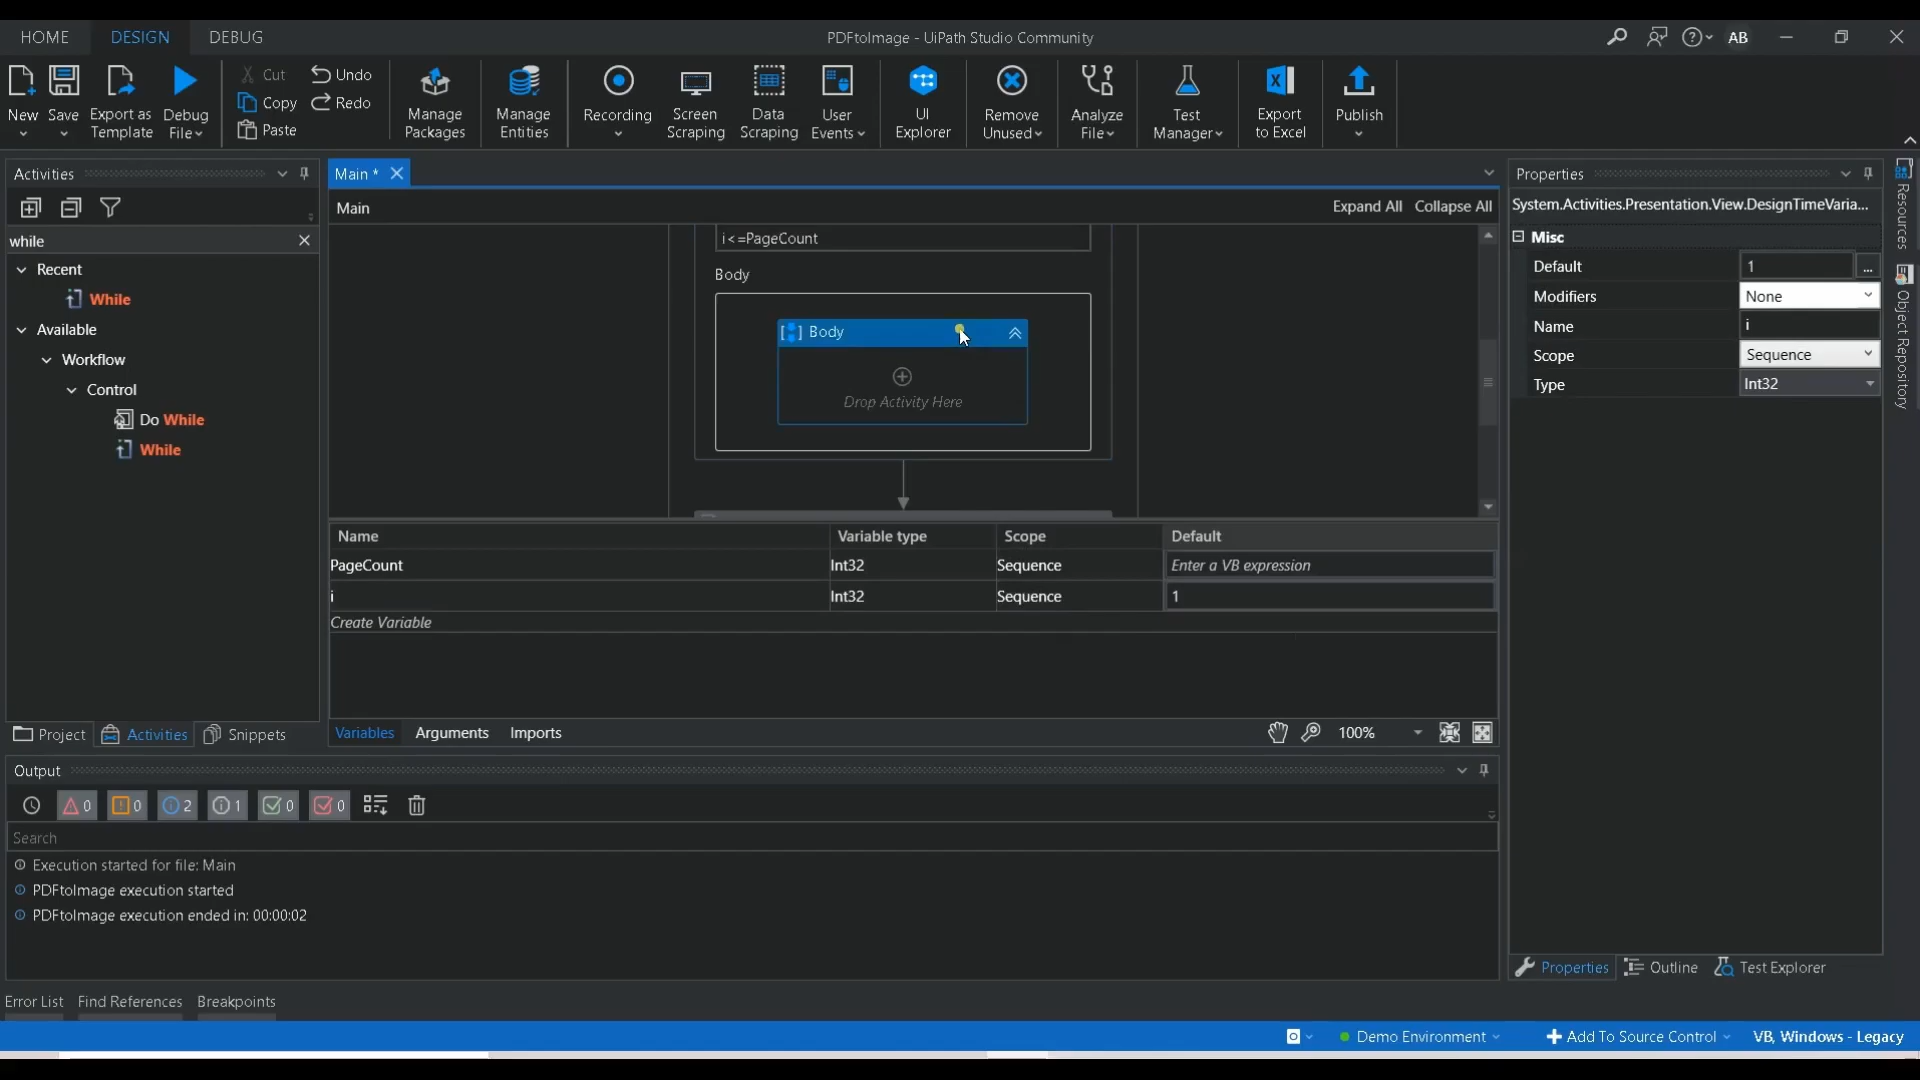 HOME DESIGN DEBUG PDFtoImage - UiPath Studio Community AB
New Save Export as Template Debug File Cut Copy Paste Undo Redo Manage Packages Manage Entities Recording Screen Scraping Data Scraping User Events UI Explorer Remove Unused Analyze File Test Manager Export to Excel Publish
Activities
while
Recent
While
Available
Workflow
Control
Do While
While
Project Activities Snippets
Main *
Main Expand All Collapse All
i<=PageCount
Body
Body
Drop Activity Here
Name Variable type Scope Default
PageCount Int32 Sequence Enter a VB expression
i Int32 Sequence 1
Create Variable
Variables Arguments Imports 100%
Properties
System.Activities.Presentation.View.DesignTimeVaria...
Misc
Default 1 ...
Modifiers None
Name i
Scope Sequence
Type Int32
Properties Outline Test Explorer
Resources
Object Repository
Output
0 0 2 1 0 0
Search
Execution started for file: Main
PDFtoImage execution started
PDFtoImage execution ended in: 00:00:02
Error List Find References Breakpoints
Demo Environment Add To Source Control VB, Windows - Legacy